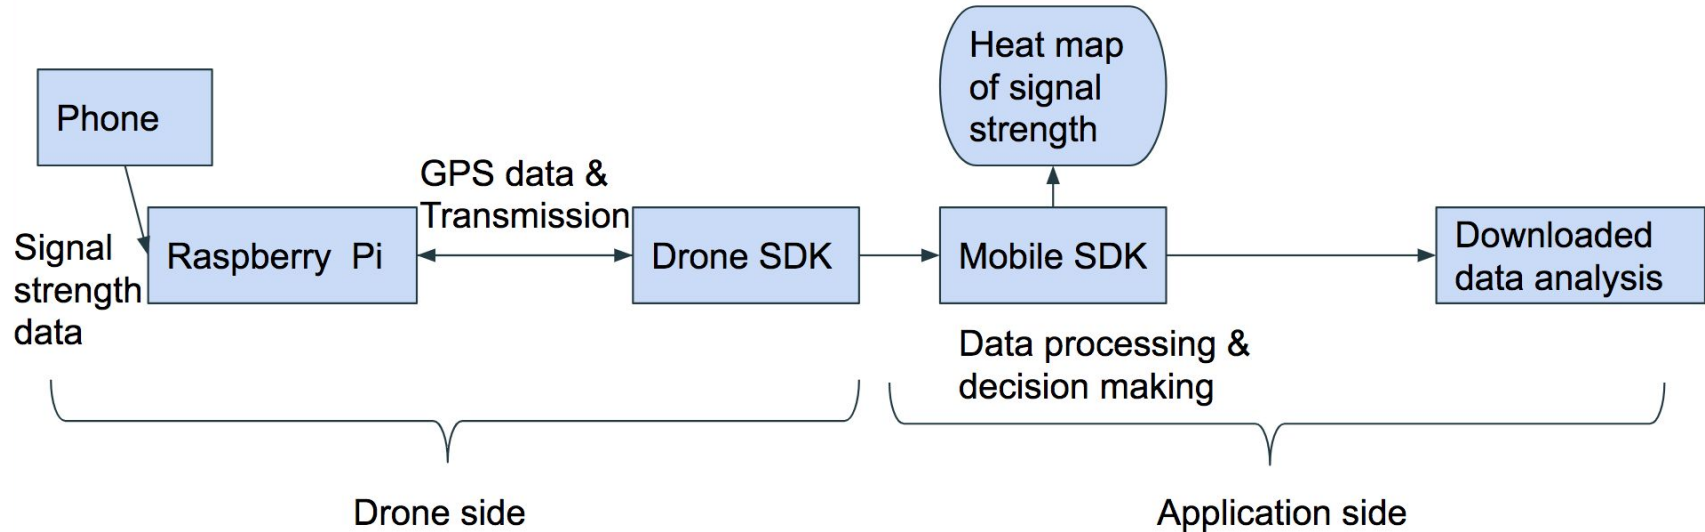 Phone
Signal
strength
data
Raspberry Pi
GPS data &
Transmission
Drone SDK
Heat map
of signal
strength
Mobile SDK
Data processing &
decision making
Downloaded
data analysis
Drone side
Application side